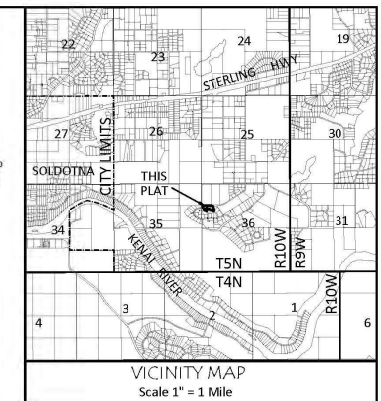 22
23
24
19
STERLING HWY
27
CITY LIMITS
26
25
30
SOLDOTNA
THIS
PLAT
34
35
36
31
KENAI RIVER
R10W
R9W
T5N
T4N
4
3
2
1
R10W
6
VICINITY MAP
Scale 1" = 1 Mile